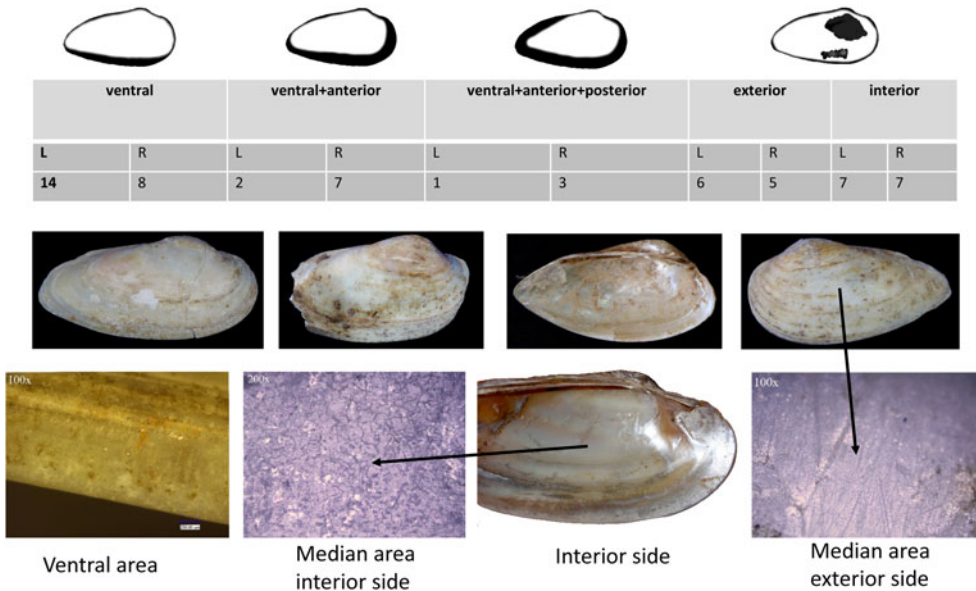 ventral ventral+anterior ventral+anterior+posterior exterior interior
L R L R L R L R L R
14 8 2 7 1 3 6 5 7 7
100x
200x
100x
Ventral area
Median area
interior side
Interior side
Median area
exterior side